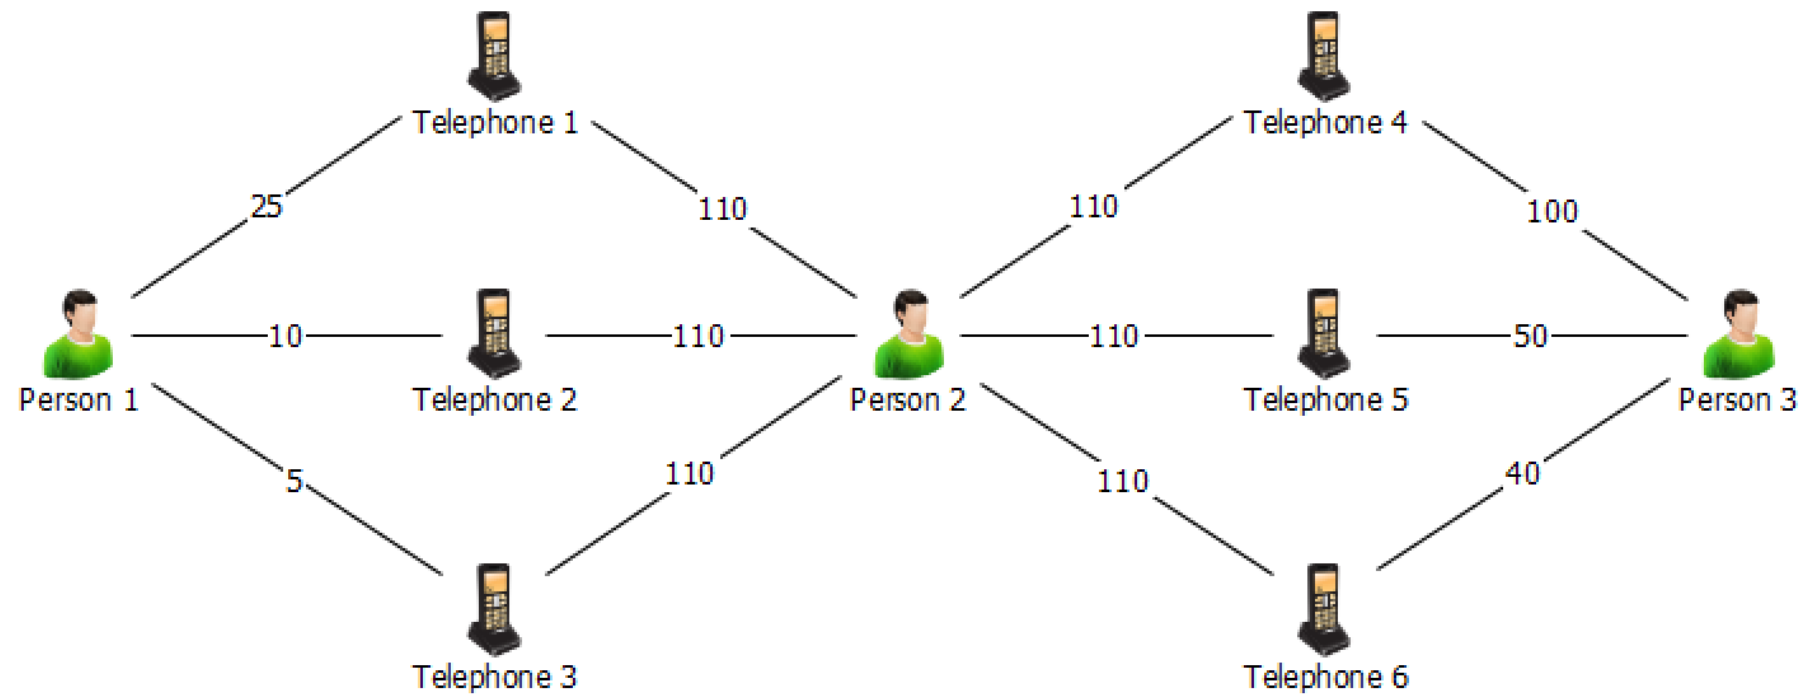 Telephone 1
Telephone 4
25
110
110
100
10
110
110
50
Person 1
Telephone 2
Person 2
Telephone 5
Person 3
5
110
110
40
Telephone 3
Telephone 6